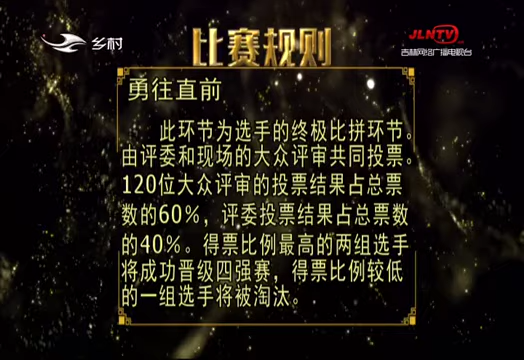 乡村
JLNTV
吉林网络广播电视台
比赛规则
勇往直前
此环节为选手的终极比拼环节。
由评委和现场的大众评审共同投票。
120位大众评审的投票结果占总票
数的60%，评委投票结果占总票数
的40%。得票比例最高的两组选手
将成功晋级四强赛，得票比例较低
的一组选手将被淘汰。